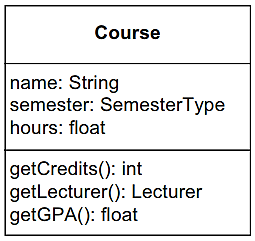 Course
name: String
semester: SemesterType
hours: float
getCredits(): int
getLecturer(): Lecturer
getGPA(): float